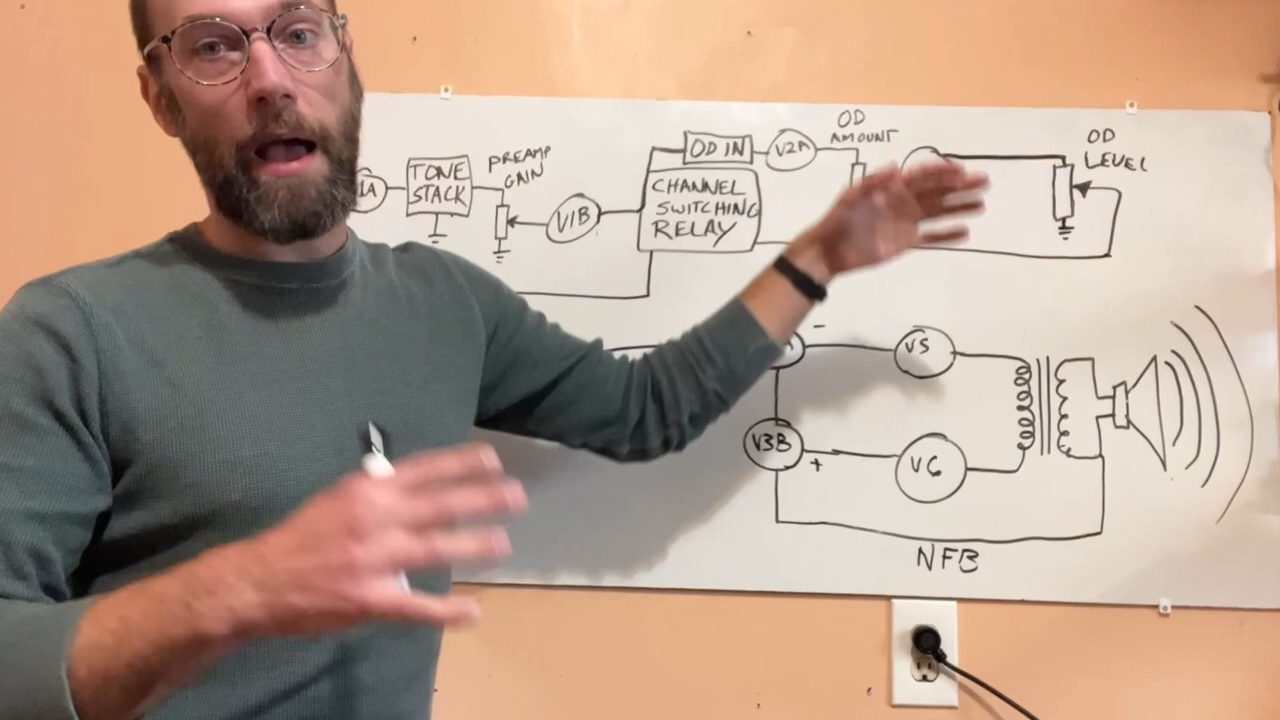 OD
AMOUNT
OD
LEVEL
PREAMP
GAIN
TONE
STACK
OD IN
V2A
1A
V1B
CHANNEL
SWITCHING
RELAY
-
V5
V3B
+
V6
NFB